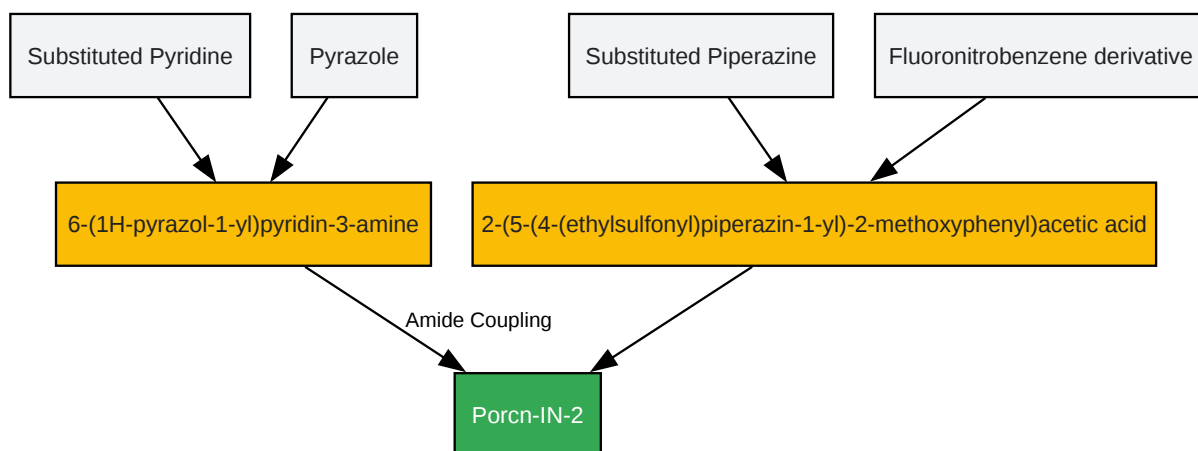 Substituted Pyridine
Pyrazole
Substituted Piperazine
Fluoronitrobenzene derivative
6-(1H-pyrazol-1-yl)pyridin-3-amine
2-(5-(4-(ethylsulfonyl)piperazin-1-yl)-2-methoxyphenyl)acetic acid
Amide Coupling
Porcn-IN-2